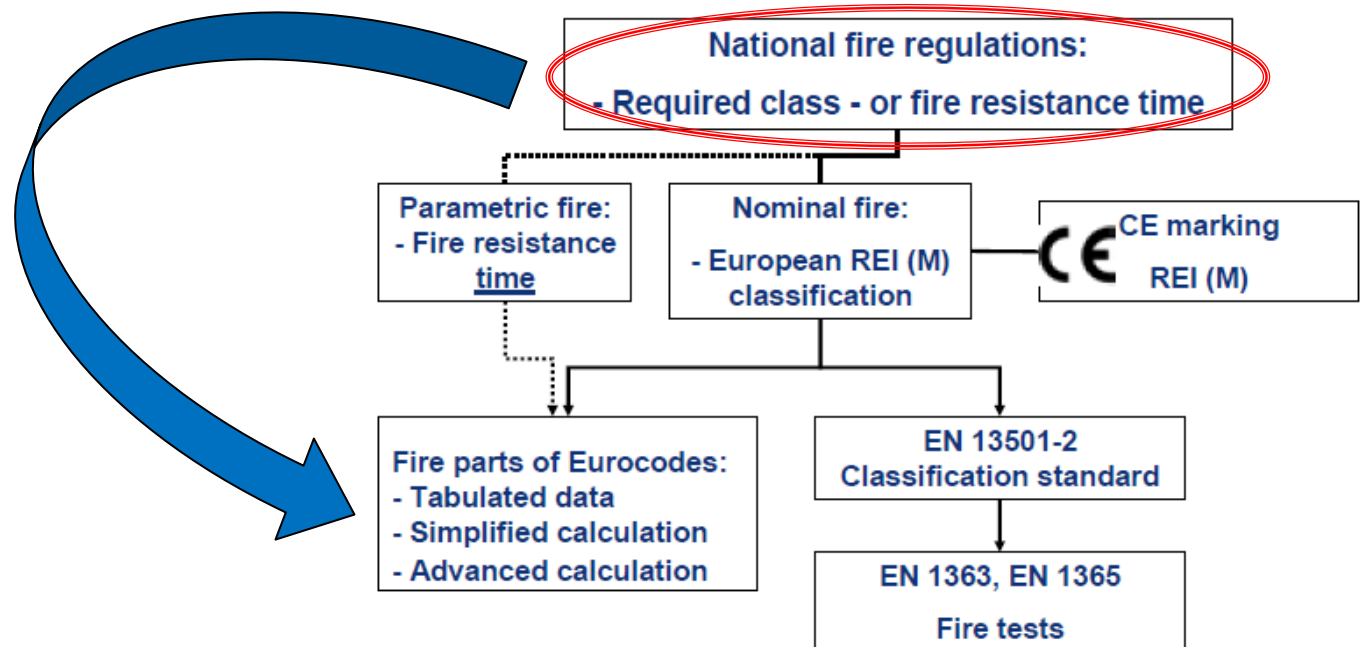 National fire regulations:
- Required class - or fire resistance time
Parametric fire:
- Fire resistance
time
Nominal fire:
- European REI (M)
classification
CE marking
REI (M)
Fire parts of Eurocodes:
- Tabulated data
- Simplified calculation
- Advanced calculation
EN 13501-2
Classification standard
EN 1363, EN 1365
Fire tests